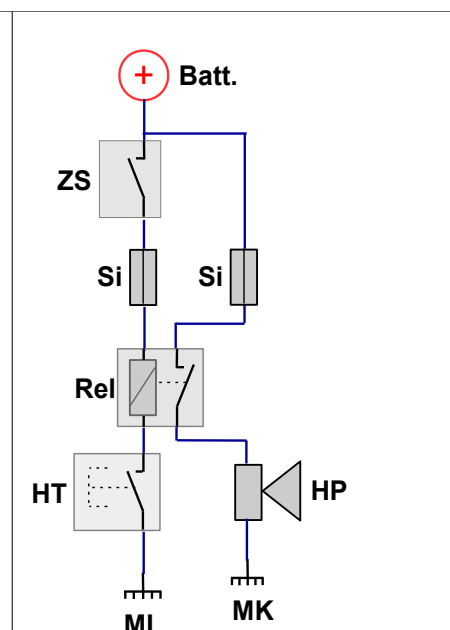 + Batt.
ZS
Si Si
Rel
HT HP
MK